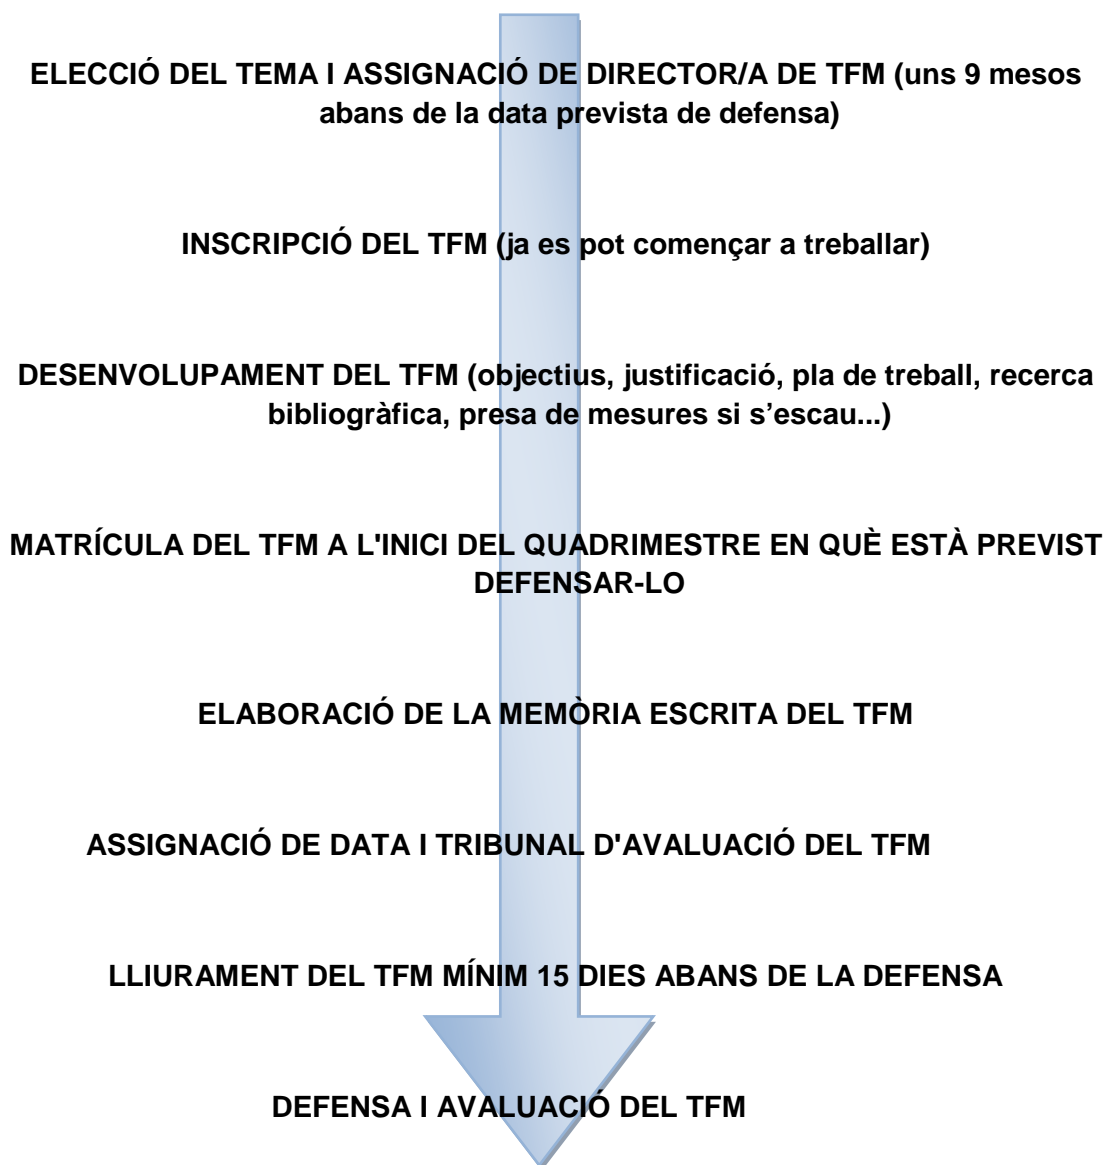 ELECCIÓ DEL TEMA I ASSIGNACIÓ DE DIRECTOR/A DE TFM (uns 9 mesos
abans de la data prevista de defensa)
INSCRIPCIÓ DEL TFM (ja es pot començar a treballar)
DESENVOLUPAMENT DEL TFM (objectius, justificació, pla de treball, recerca
bibliogràfica, presa de mesures si s’escau...)
MATRÍCULA DEL TFM A L'INICI DEL QUADRIMESTRE EN QUÈ ESTÀ PREVIST
DEFENSAR-LO
ELABORACIÓ DE LA MEMÒRIA ESCRITA DEL TFM
ASSIGNACIÓ DE DATA I TRIBUNAL D'AVALUACIÓ DEL TFM
LLIURAMENT DEL TFM MÍNIM 15 DIES ABANS DE LA DEFENSA
DEFENSA I AVALUACIÓ DEL TFM